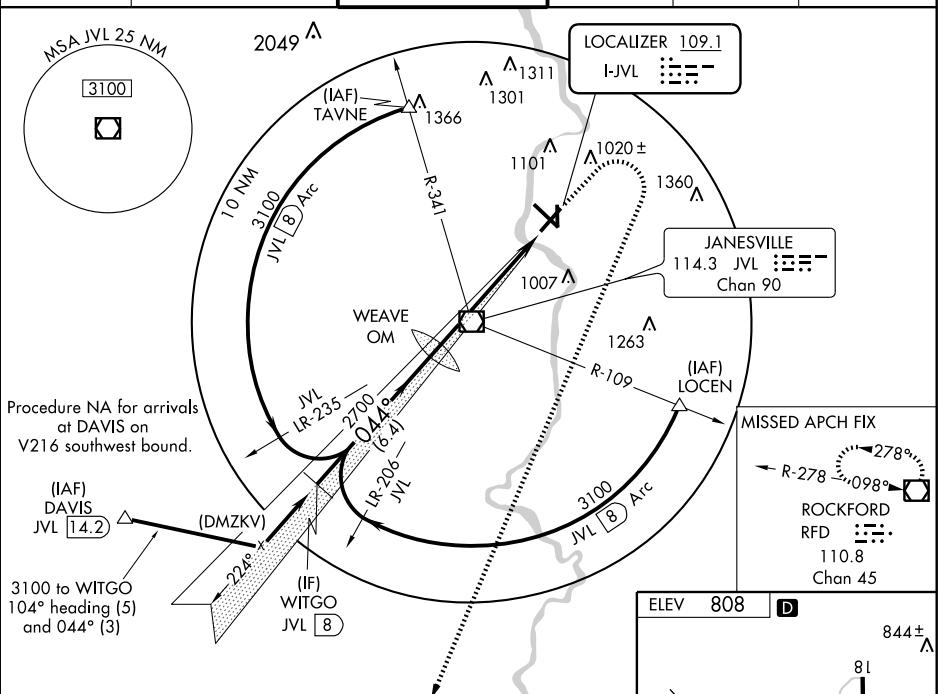 MSA JVL 25 NM
3100
2049
LOCALIZER 109.1
I-JVL
1311
1301
(IAF)
TAVNE
1366
10 NM
3100
JVL 8 Arc
R-341
1101
1020 ±
1360
JANESVILLE
114.3 JVL
Chan 90
1007
WEAVE
OM
1263
R-109
(IAF)
LOCEN
JVL
LR-235
2700
044°
(6.4)
LR-206
JVL
Procedure NA for arrivals
at DAVIS on
V216 southwest bound.
(IAF)
DAVIS
JVL 14.2
(DMZKV)
x
224°
3100
JVL 8 Arc
3100 to WITGO
104° heading (5)
and 044° (3)
(IF)
WITGO
JVL 8
MISSED APCH FIX
278°
R-278
098°
ROCKFORD
RFD
110.8
Chan 45
ELEV 808 D
844 ±
18